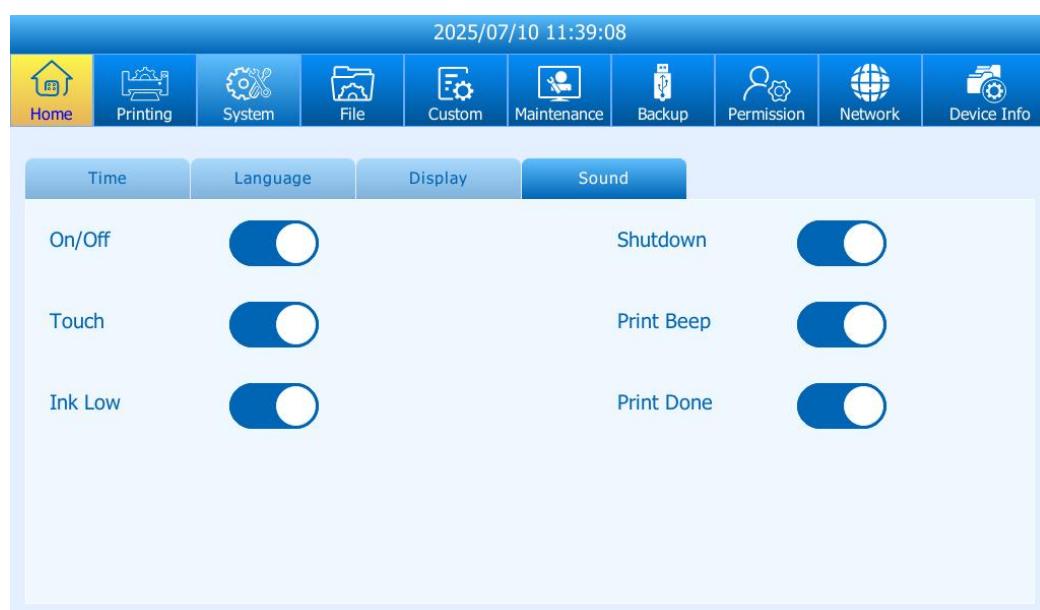 2025/07/10 11:39:08
Home Printing System File Custom Maintenance Backup Permission Network Device Info
Time Language Display Sound
On/Off Shutdown
Touch Print Beep
Ink Low Print Done